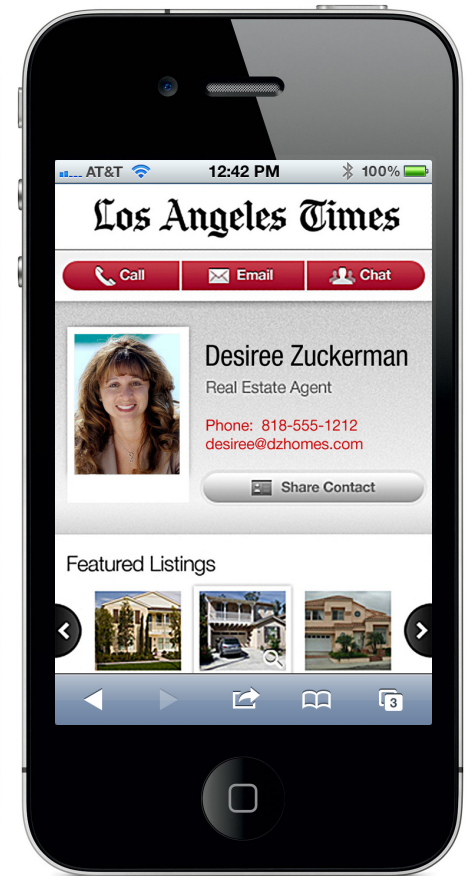 AT&T 12:42 PM 100%
Los Angeles Times
Call Email Chat
Desiree Zuckerman
Real Estate Agent
Phone: 818-555-1212
desiree@dzhomes.com
Share Contact
Featured Listings
3